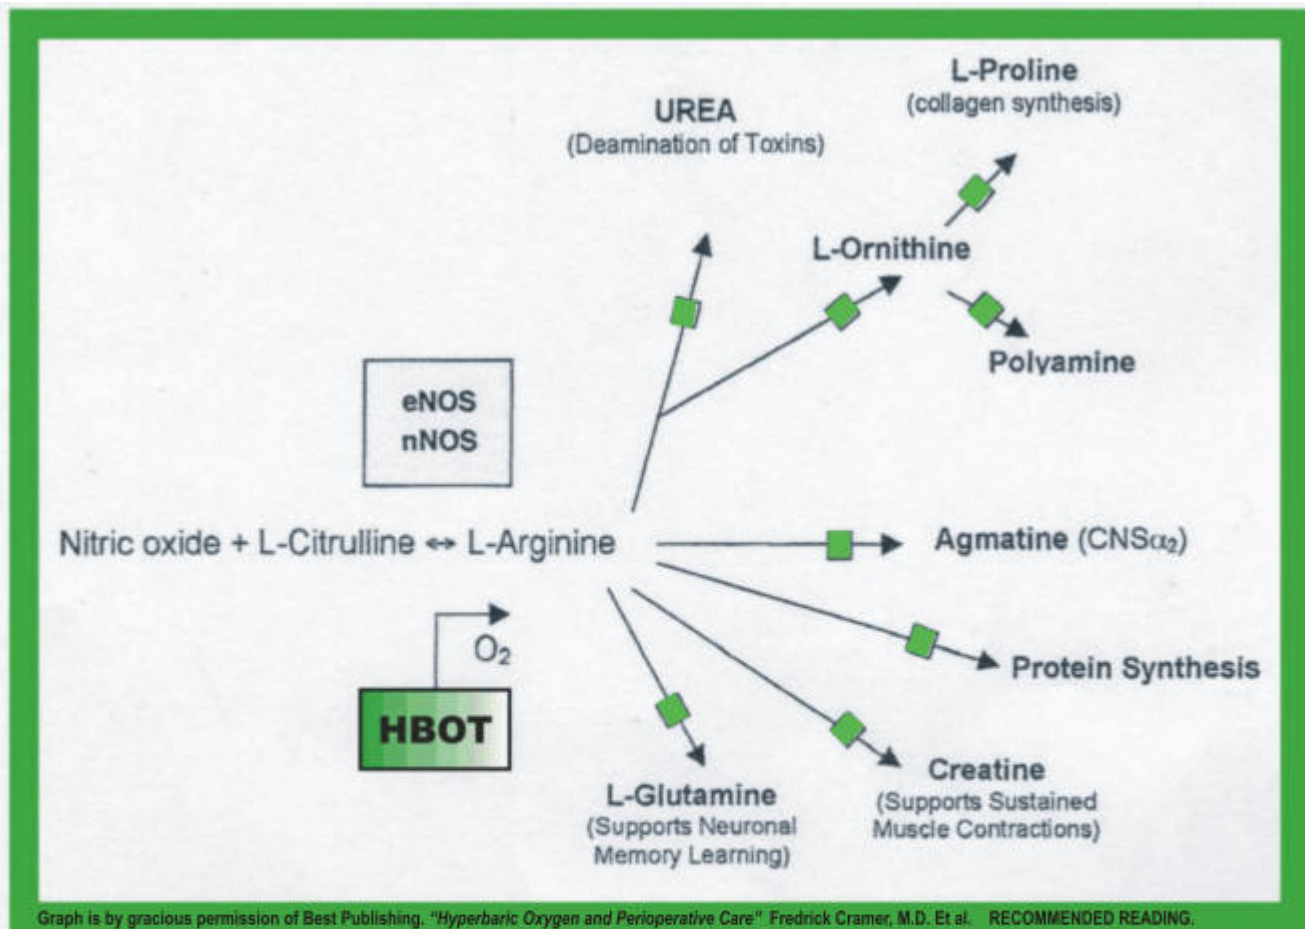 L-Proline
(collagen synthesis)
UREA
(Deamination of Toxins)
L-Ornithine
Polyamine
eNOS
nNOS
Nitric oxide + L-Citrulline ↔ L-Arginine
Agmatine (CNSα₂)
O₂
Protein Synthesis
HBOT
L-Glutamine
(Supports Neuronal
Memory Learning)
Creatine
(Supports Sustained
Muscle Contractions)
Graph is by gracious permission of Best Publishing. "Hyperbaric Oxygen and Perioperative Care" Fredrick Cramer, M.D. Et al. RECOMMENDED READING.